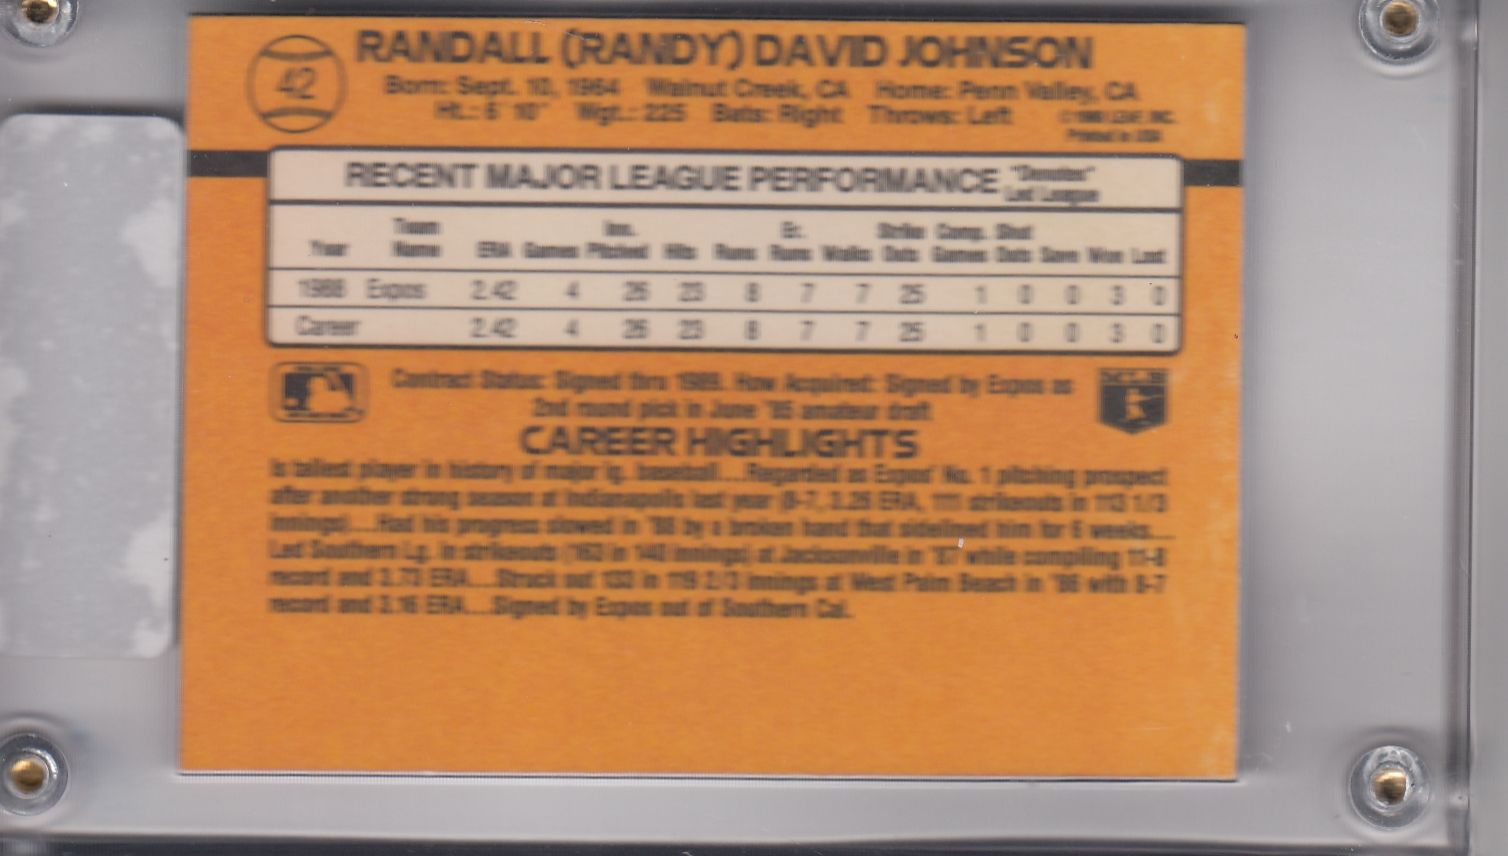 42
RANDALL (RANDY) DAVID JOHNSON
Born: Sept. 10, 1964 Walnut Creek, CA Home: Penn Valley, CA
Ht.: 6' 10" Wgt.: 225 Bats: Right Throws: Left
Printed in USA
RECENT MAJOR LEAGUE PERFORMANCE
"Denotes"
Led League
Team Inn. Er. Strike Comp. Shut
Year Name ERA Games Pitched Hits Runs Runs Walks Outs Games Outs Save Won Lost
1988 Expos 2.42 4 26 23 8 7 7 25 1 0 0 3 0
Career 2.42 4 26 23 8 7 7 25 1 0 0 3 0
Contract Status: Signed thru 1989. How Acquired: Signed by Expos as
2nd round pick in June '85 amateur draft
MLB
CAREER HIGHLIGHTS
Is tallest player in history of major lg. baseball...Regarded as Expos' No. 1 pitching prospect
after another strong season at Indianapolis last year (8-7, 3.26 ERA, 111 strikeouts in 113 1/3
innings)...Had his progress slowed in '88 by a broken hand that sidelined him for 6 weeks...
Led Southern Lg. in strikeouts (163 in 140 innings) at Jacksonville in '87 while compiling 11-8
record and 3.73 ERA...Struck out 133 in 119 2/3 innings at West Palm Beach in '86 with 8-7
record and 3.16 ERA...Signed by Expos out of Southern Cal.